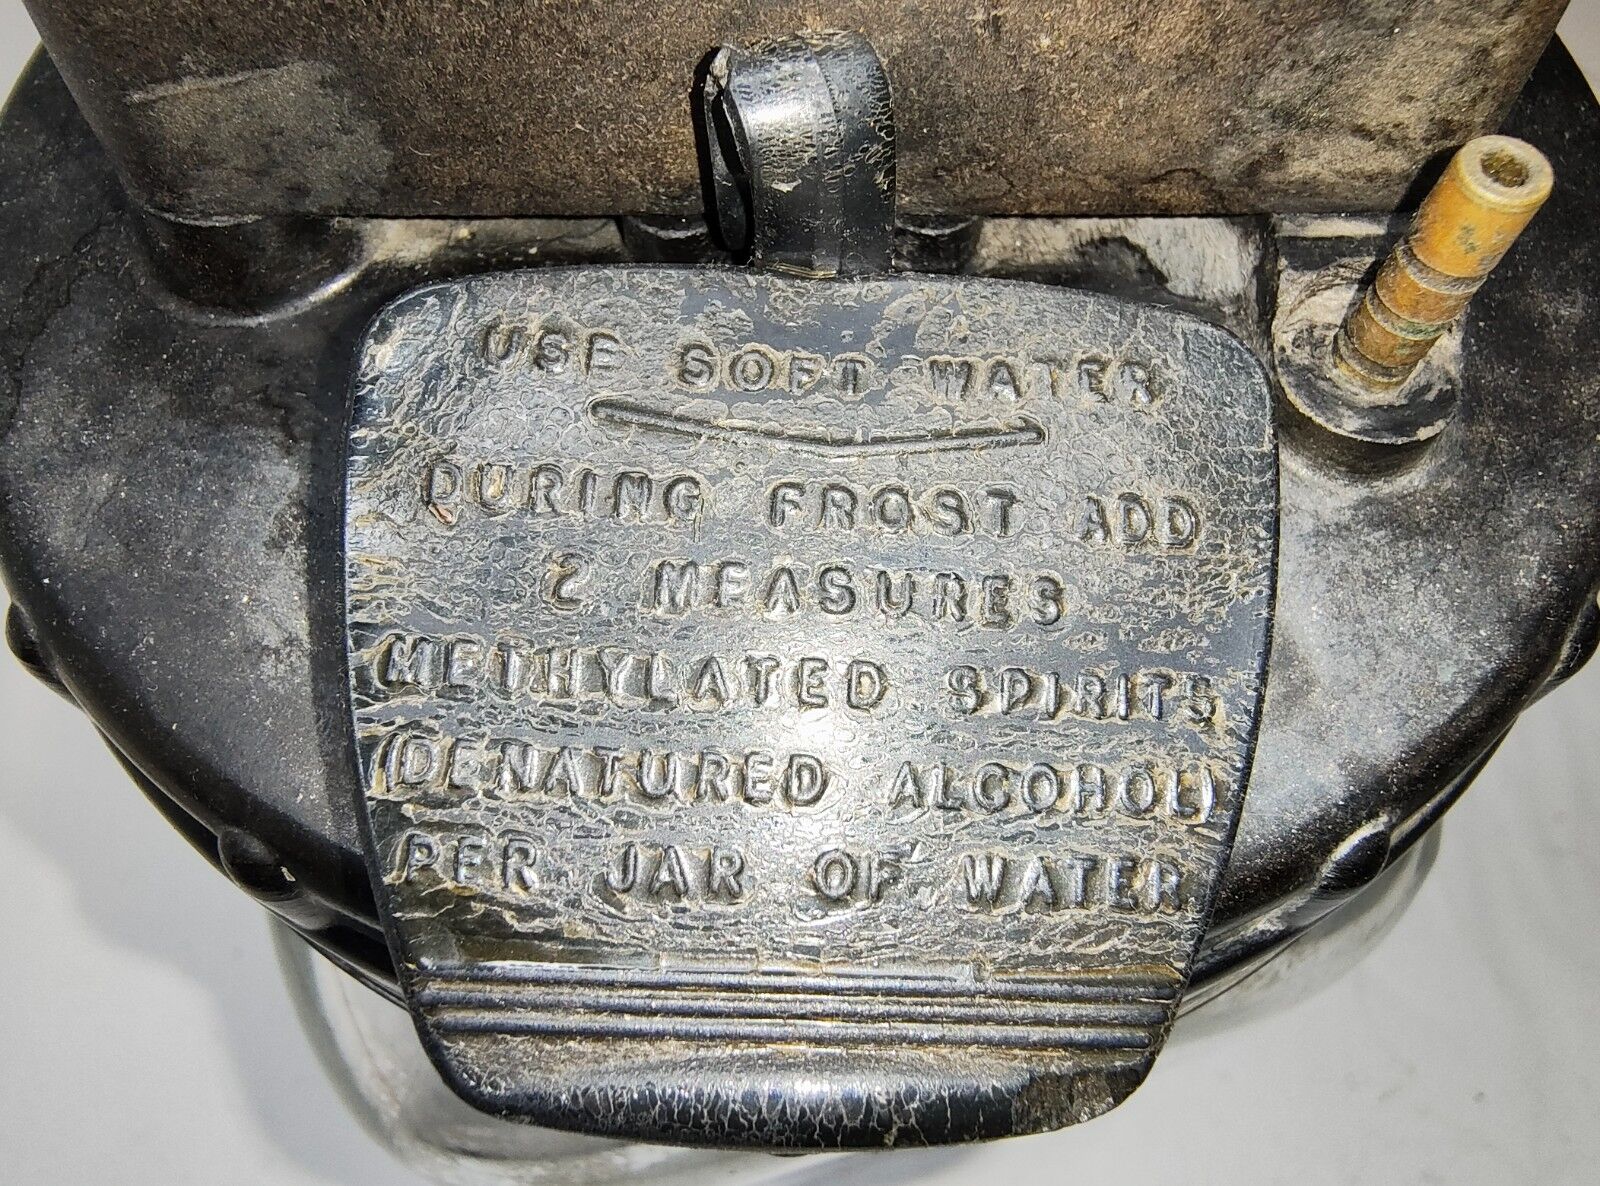 USE SOFT WATER
DURING FROST ADD
2 MEASURES
METHYLATED SPIRITS
(DENATURED ALCOHOL)
PER JAR OF WATER